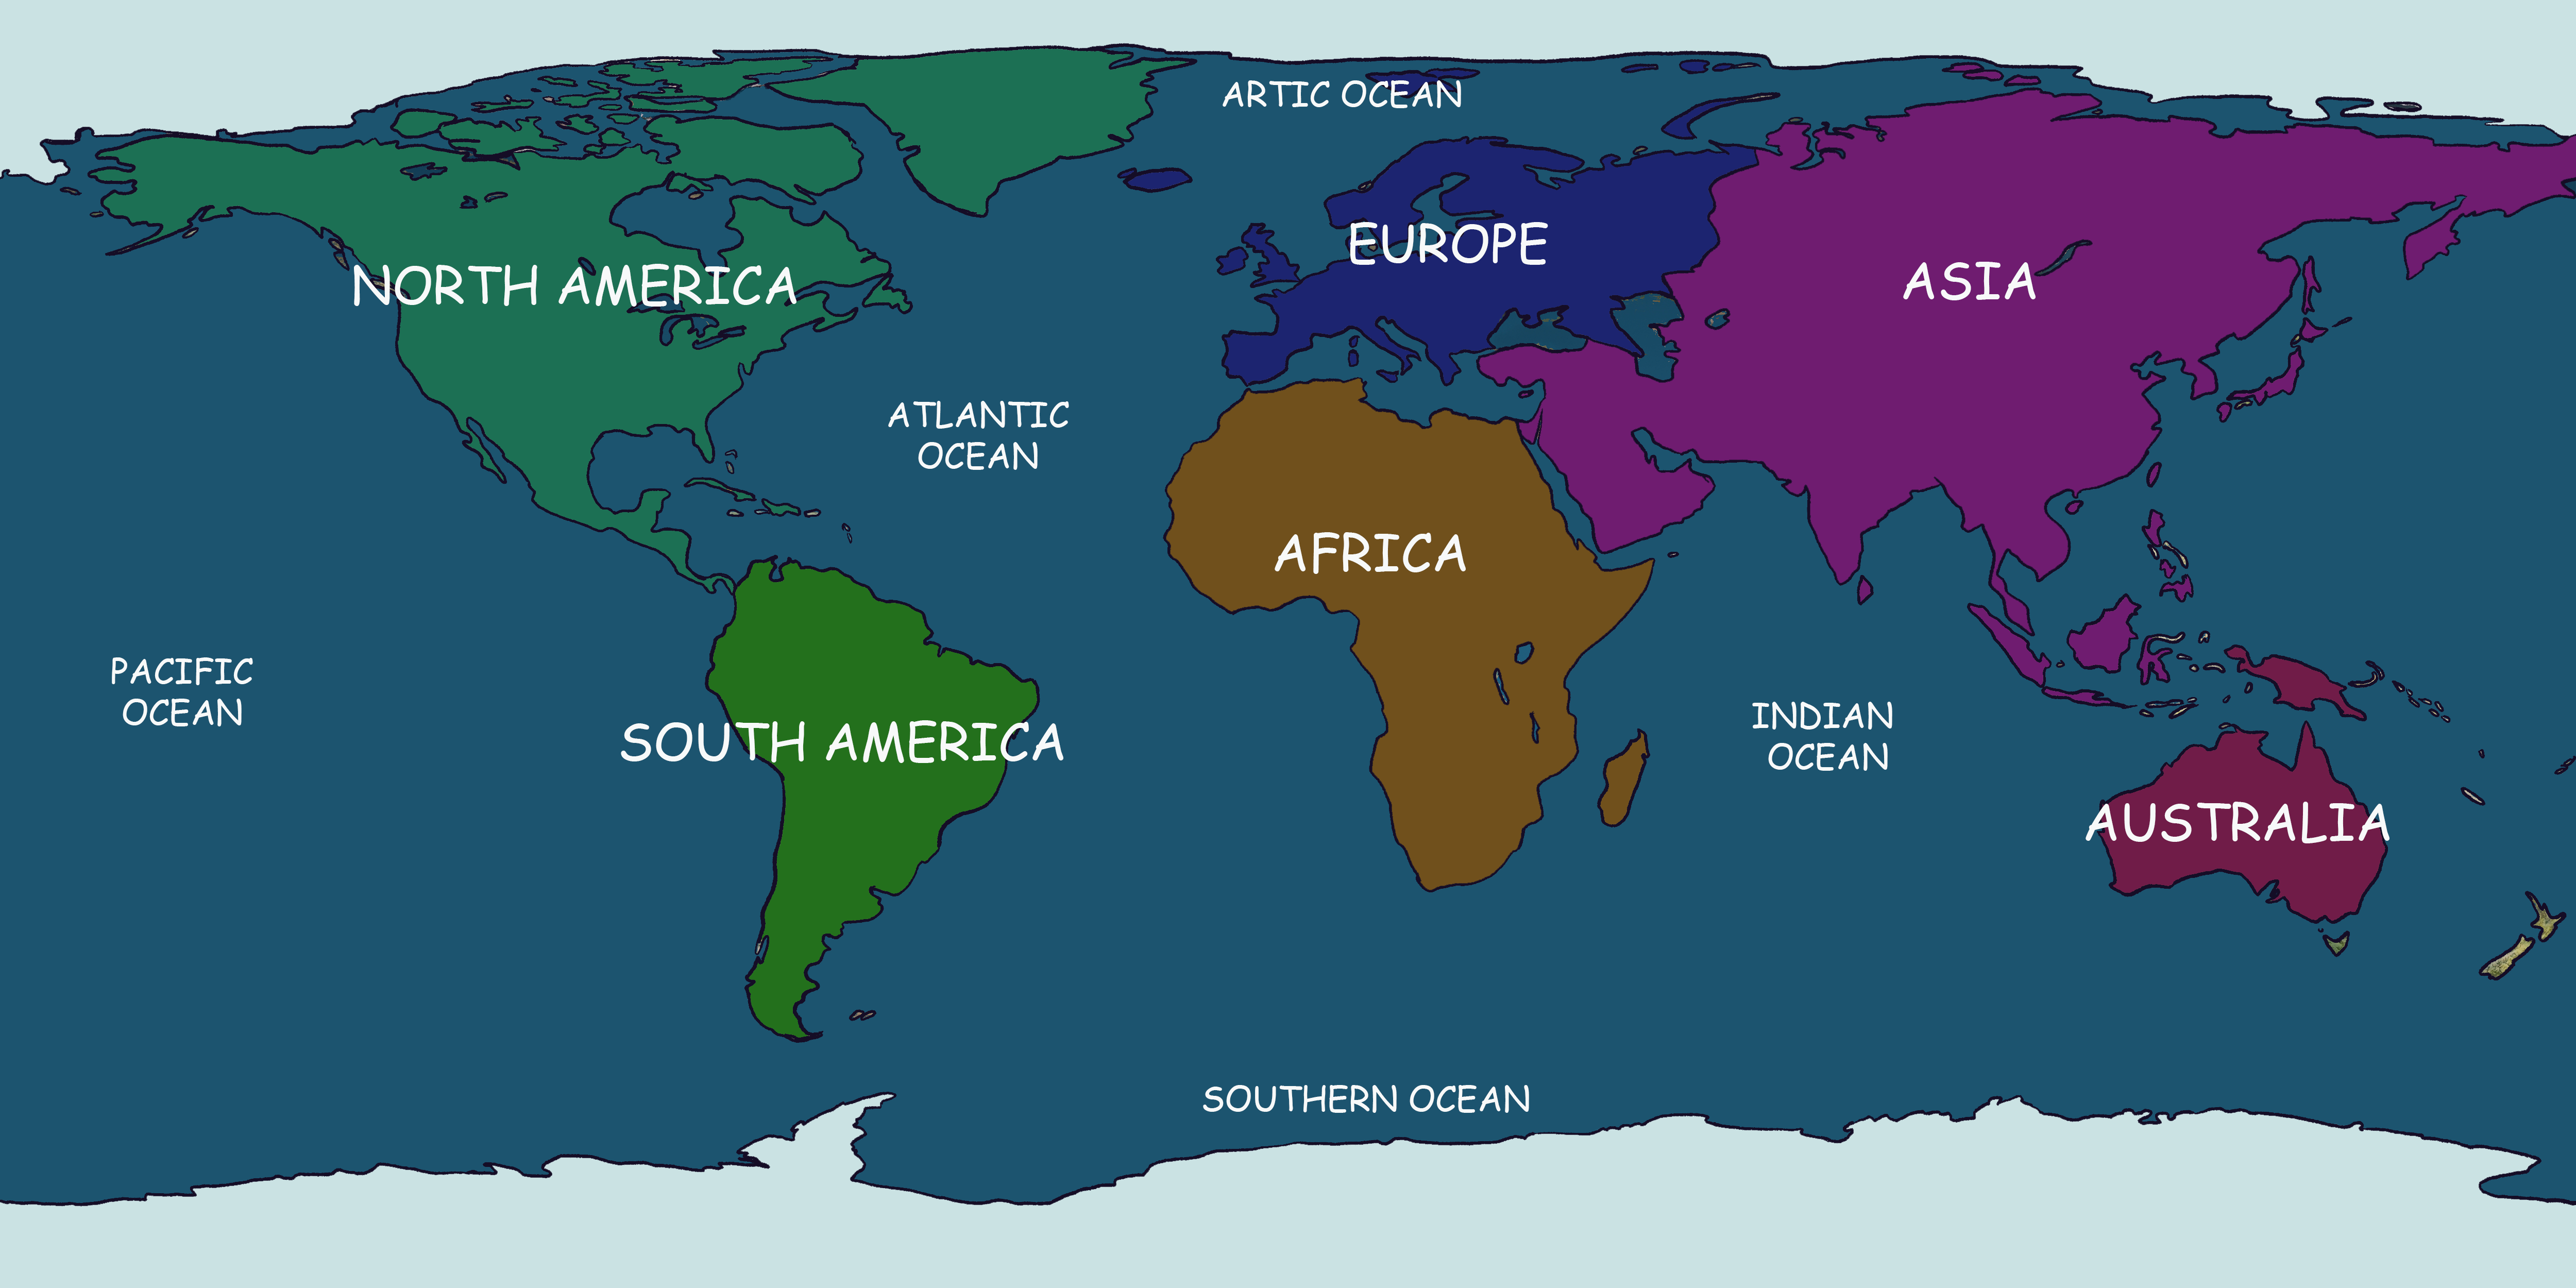 ARTIC OCEAN
EUROPE
NORTH AMERICA
ASIA
ATLANTIC
OCEAN
AFRICA
PACIFIC
OCEAN
SOUTH AMERICA
INDIAN
OCEAN
AUSTRALIA
SOUTHERN OCEAN